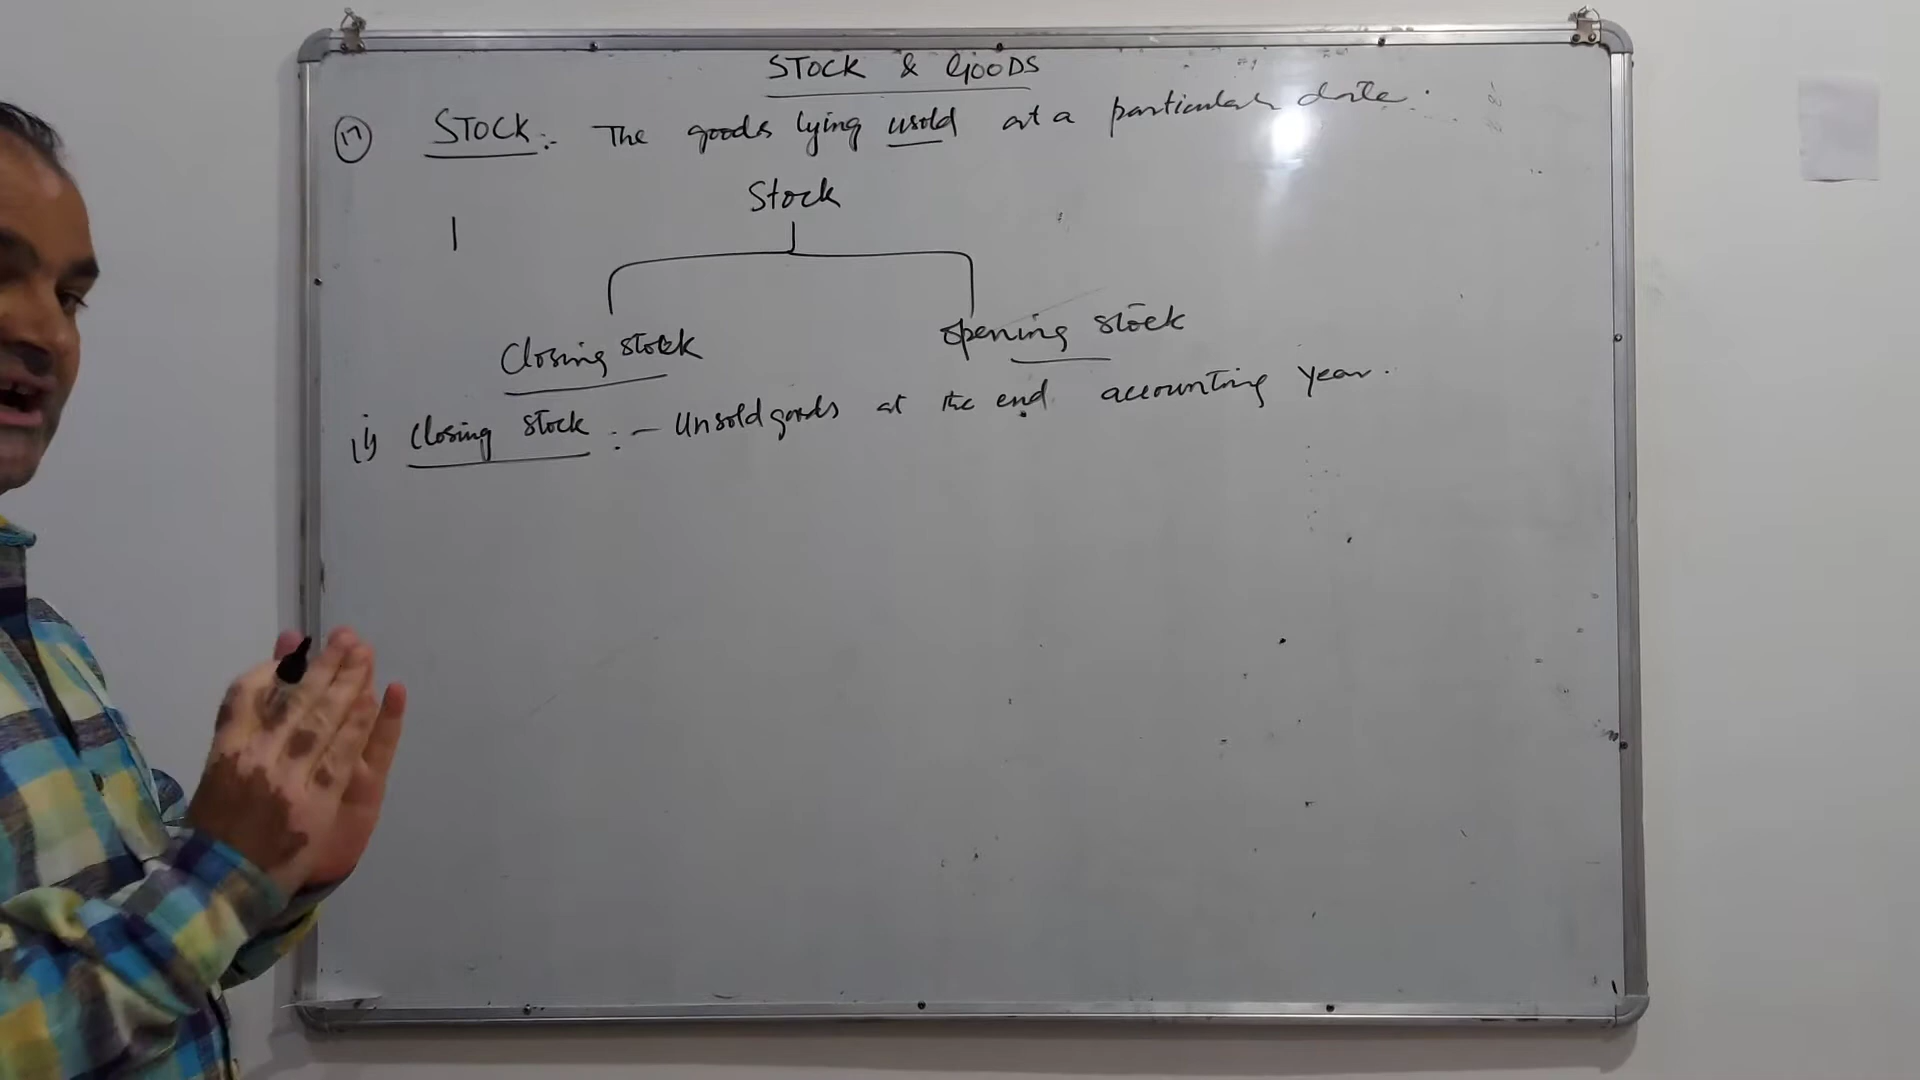 STOCK & GOODS
(17) STOCK :- The goods lying usold at a particular date.
Stock
Closing stock opening stock
i) Closing stock :- Unsold goods at the end accounting year.